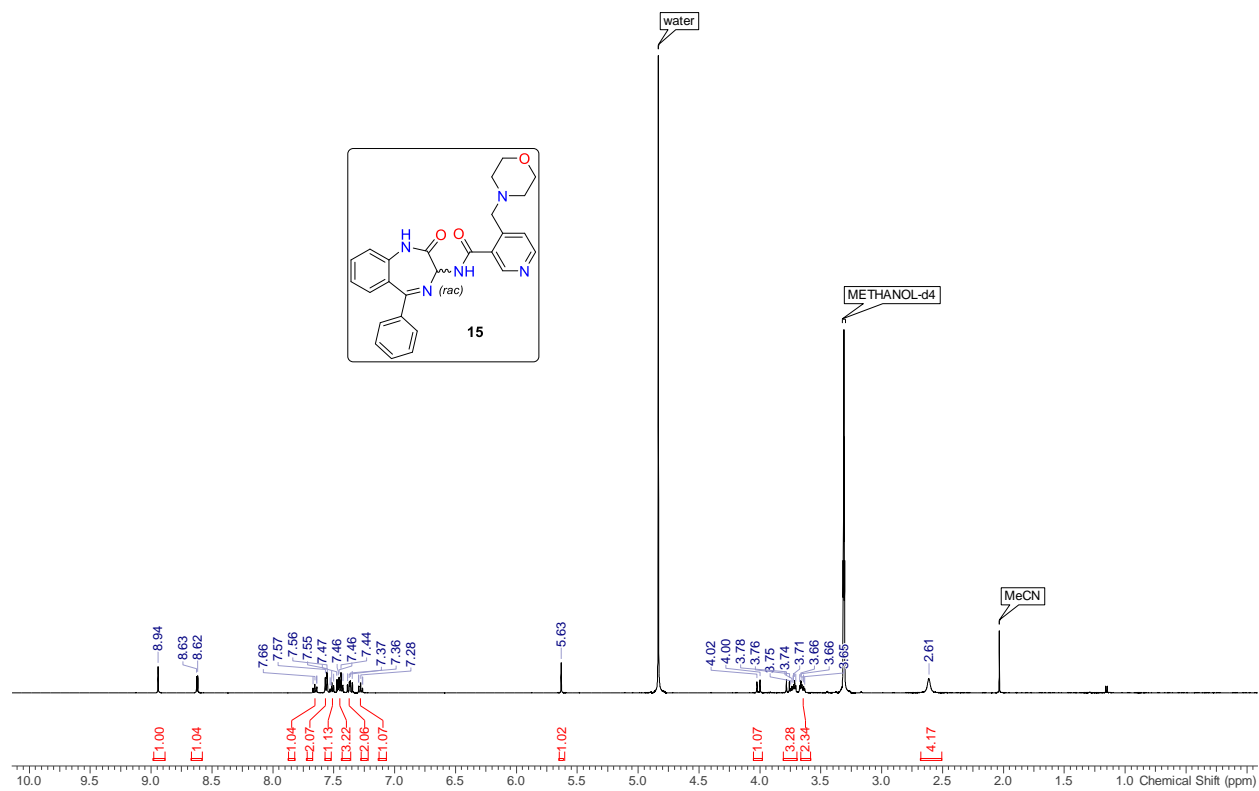 water
METHANOL-d4
MeCN
O
N
H
N
O
O
NH
N
N
(rac)
15
8.94
8.63
8.62
7.66
7.57
7.56
7.55
7.47
7.46
7.46
7.44
7.37
7.36
7.28
5.63
4.02
4.00
3.78
3.76
3.75
3.74
3.71
3.66
3.66
3.65
2.61
1.00
1.04
1.04
2.07
1.13
3.22
2.06
1.07
1.02
1.07
3.28
2.34
4.17
10.0 9.5 9.0 8.5 8.0 7.5 7.0 6.5 6.0 5.5 5.0 4.5 4.0 3.5 3.0 2.5 2.0 1.5 1.0 Chemical Shift (ppm)